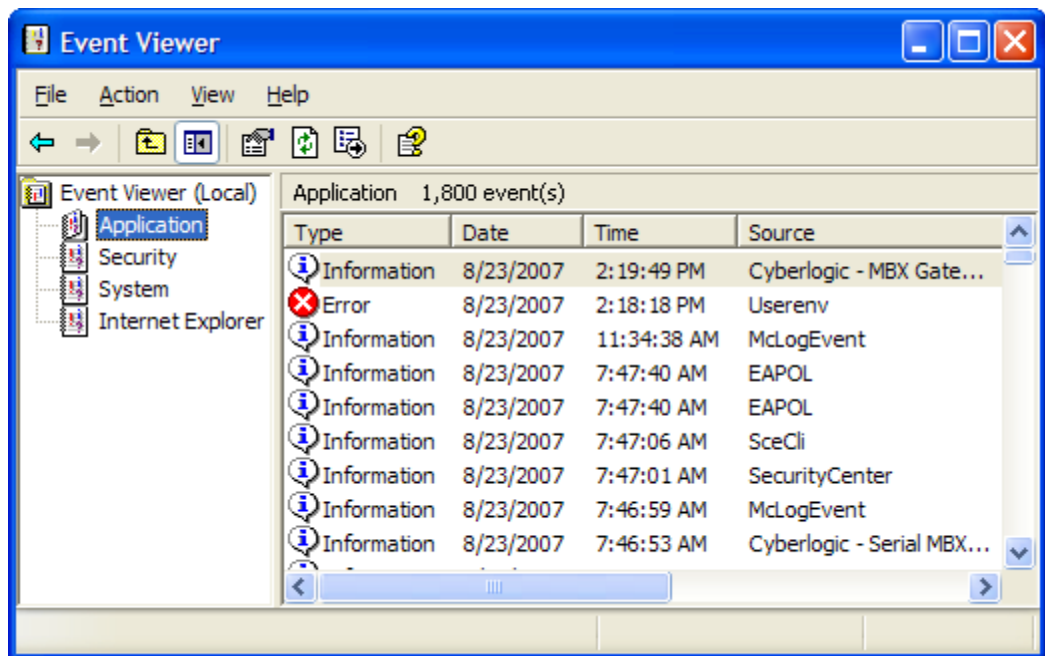 Event Viewer
File Action View Help
Event Viewer (Local)
Application
Security
System
Internet Explorer
Application 1,800 event(s)
Type Date Time Source
Information 8/23/2007 2:19:49 PM Cyberlogic - MBX Gate...
Error 8/23/2007 2:18:18 PM Userenv
Information 8/23/2007 11:34:38 AM McLogEvent
Information 8/23/2007 7:47:40 AM EAPOL
Information 8/23/2007 7:47:40 AM EAPOL
Information 8/23/2007 7:47:06 AM SceCli
Information 8/23/2007 7:47:01 AM SecurityCenter
Information 8/23/2007 7:46:59 AM McLogEvent
Information 8/23/2007 7:46:53 AM Cyberlogic - Serial MBX...